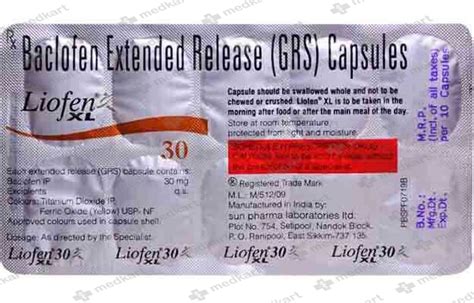 Rx Baclofen Extended Release (GRS) Capsules
Liofen
XL
30
Capsule should be swallowed whole and not to
be chewed or crushed. Liofen XL is to be taken in the
morning after food or after the main meal of the day.
Store at room temperature,
protected from light and moisture.
Each extended release (GRS) capsule contains:
Baclofen IP 30 mg
Excipients q.s.
Colours: Titanium Dioxide IP,
Ferric Oxide (Yellow) USP- NF
Approved colours used in capsule shell.
Dosage: As directed by the Specialist.
® Registered Trade Mark
M.L.: M/512/09
Manufactured in India by:
sun pharma laboratories ltd.
Plot No. 754, Setipool, Nandok Block,
P. O. Ranipool, East Sikkim-737 135.
PBSPF0719B
B.No.:
Mfg.Dt.
Exp.Dt.
M.R.P.
(Incl. of all taxes)
per 10 Capsules
Liofen 30
XL
Liofen 30
XL
Liofen 30
XL
Liofen 30
XL
medkart